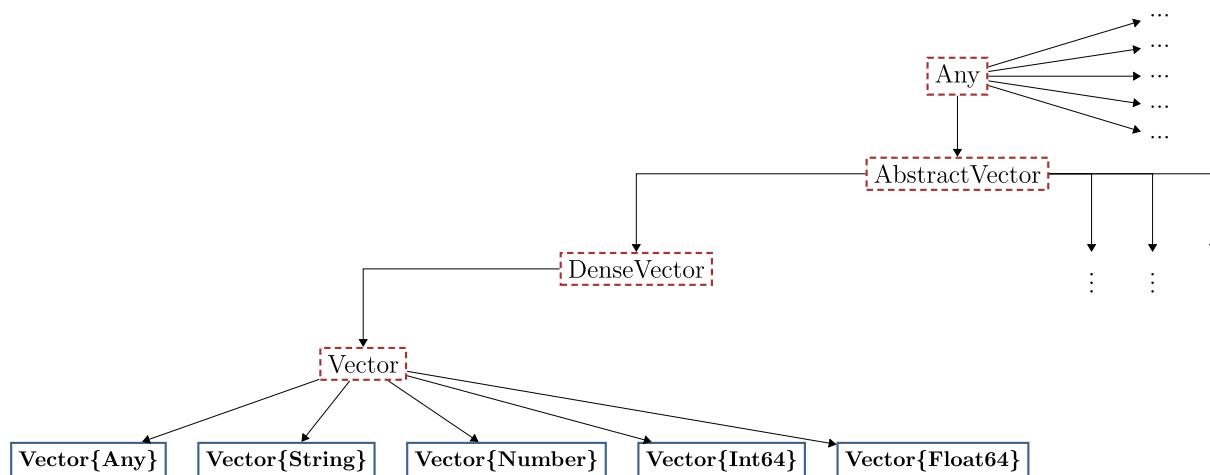 ...
...
Any
...
...
...
AbstractVector
DenseVector
⋮ ⋮
Vector
Vector{Any} Vector{String} Vector{Number} Vector{Int64} Vector{Float64}